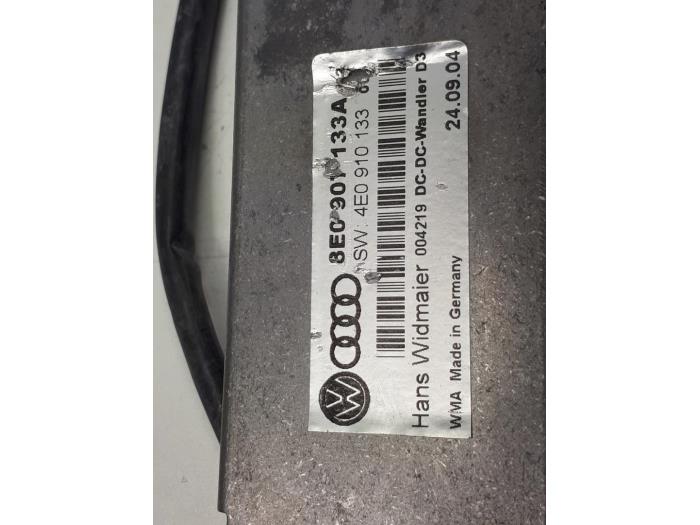 8E0 907 133A
SW: 4E0 910 133
Hans Widmaier 004219 DC-DC-Wandler D3
WMA Made in Germany 24.09.04